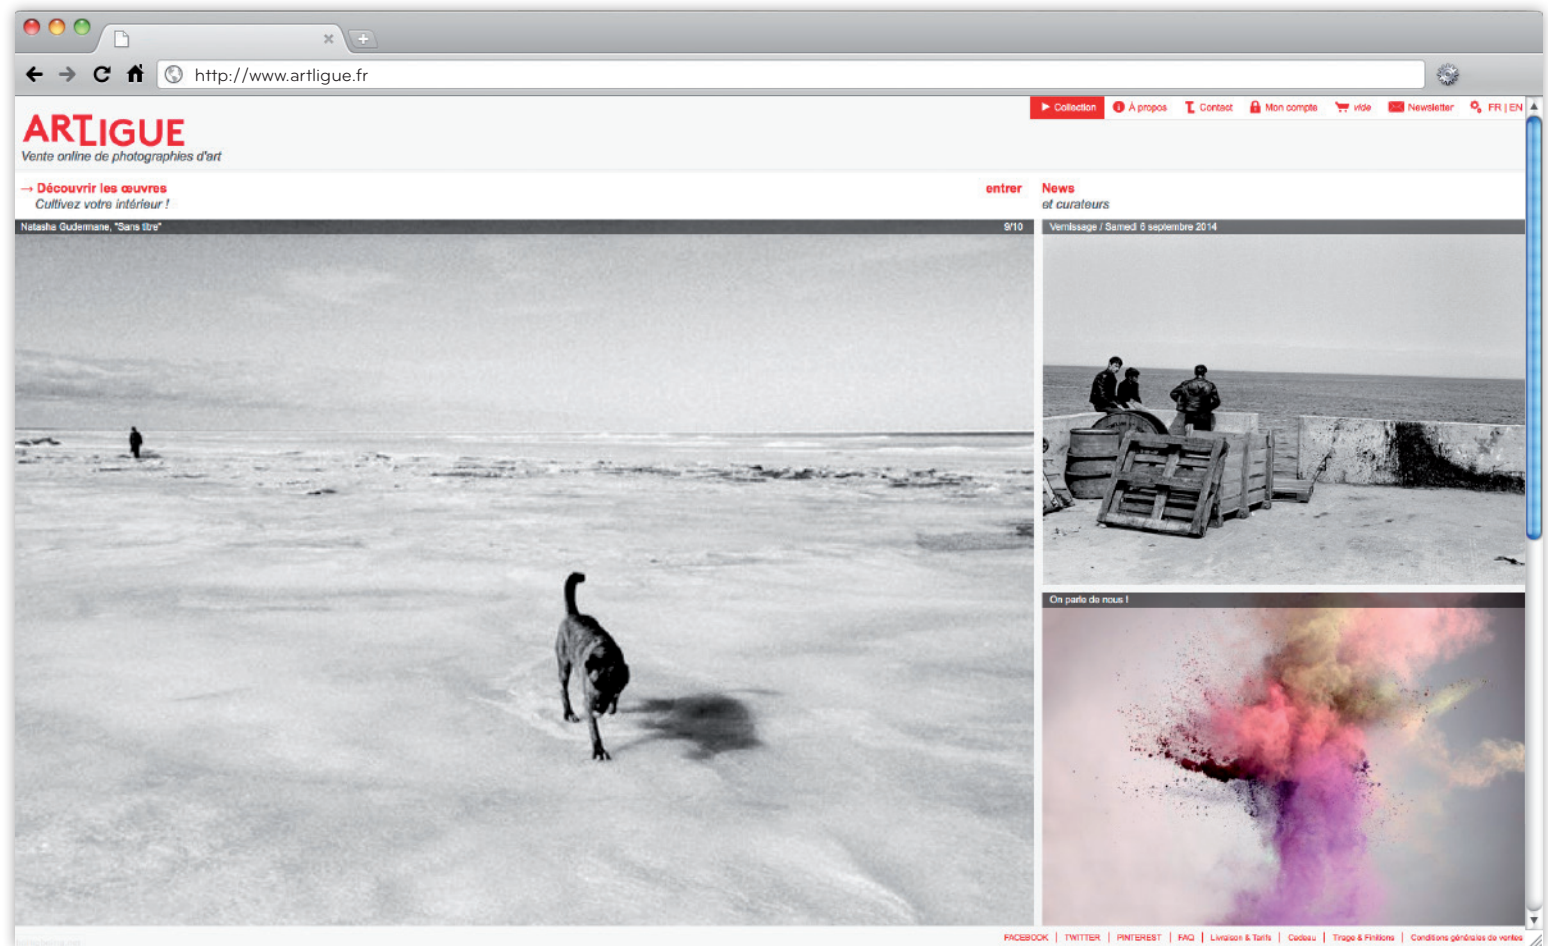 http://www.artligue.fr
Collection
À propos
Contact
Mon compte
vide
Newsletter
FR | EN
ARTLIGUE
Vente online de photographies d'art
→ Découvrir les œuvres
entrer
Cultivez votre intérieur !
News
et curateurs
Natasha Gudermane, "Sans titre"
9/10
Vernissage / Samedi 6 septembre 2014
On parle de nous !
FACEBOOK | TWITTER | PINTEREST | FAQ | Livraison & Tarifs | Cadeau | Tirage & Finitions | Conditions générales de ventes